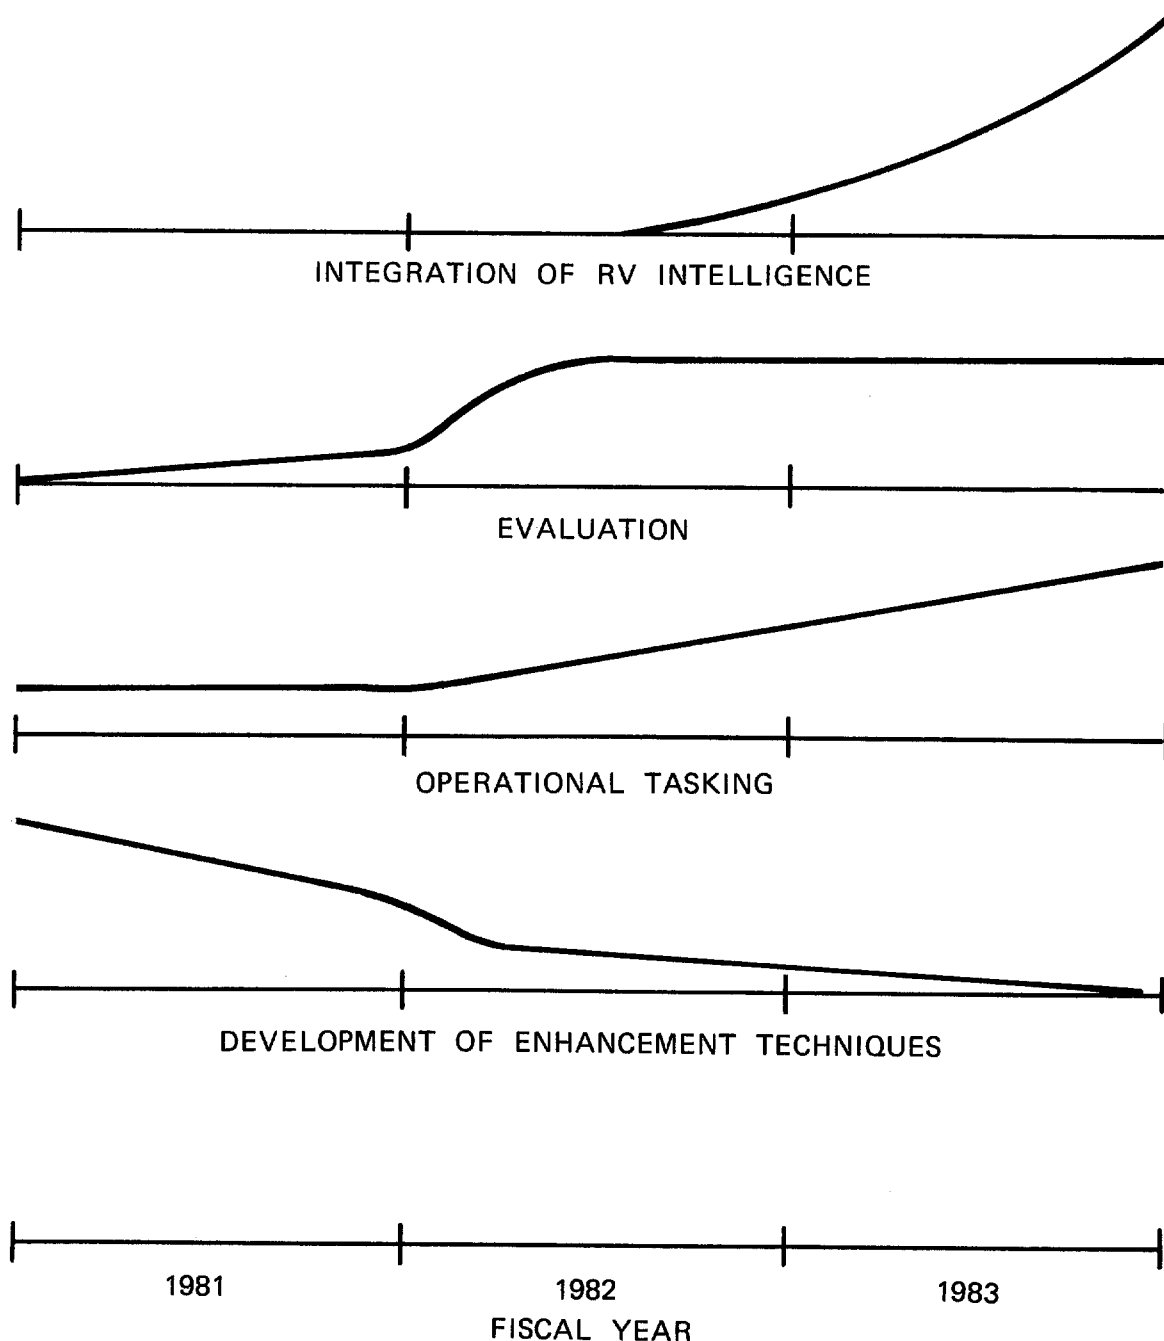 INTEGRATION OF RV INTELLIGENCE
EVALUATION
OPERATIONAL TASKING
DEVELOPMENT OF ENHANCEMENT TECHNIQUES
1981 1982 1983
FISCAL YEAR